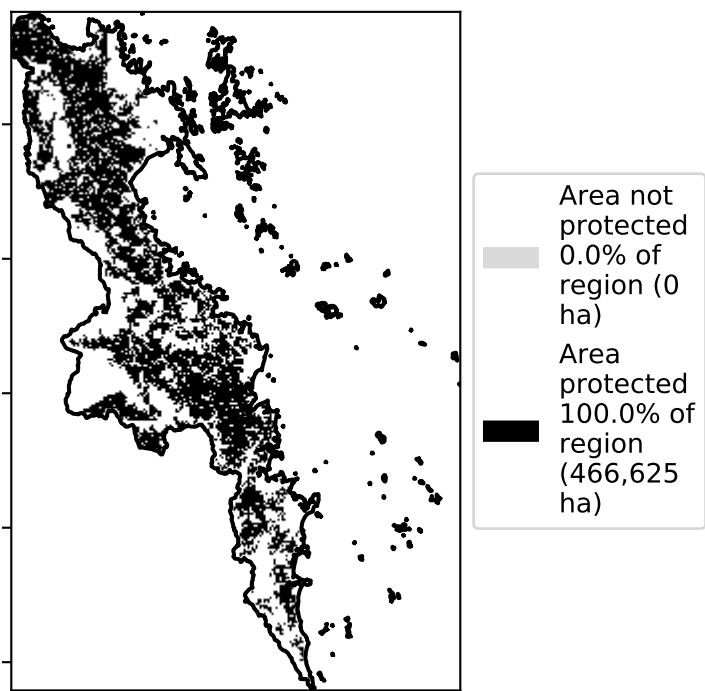 Area not
protected
0.0% of
region (0
ha)
Area
protected
100.0% of
region
(466,625
ha)